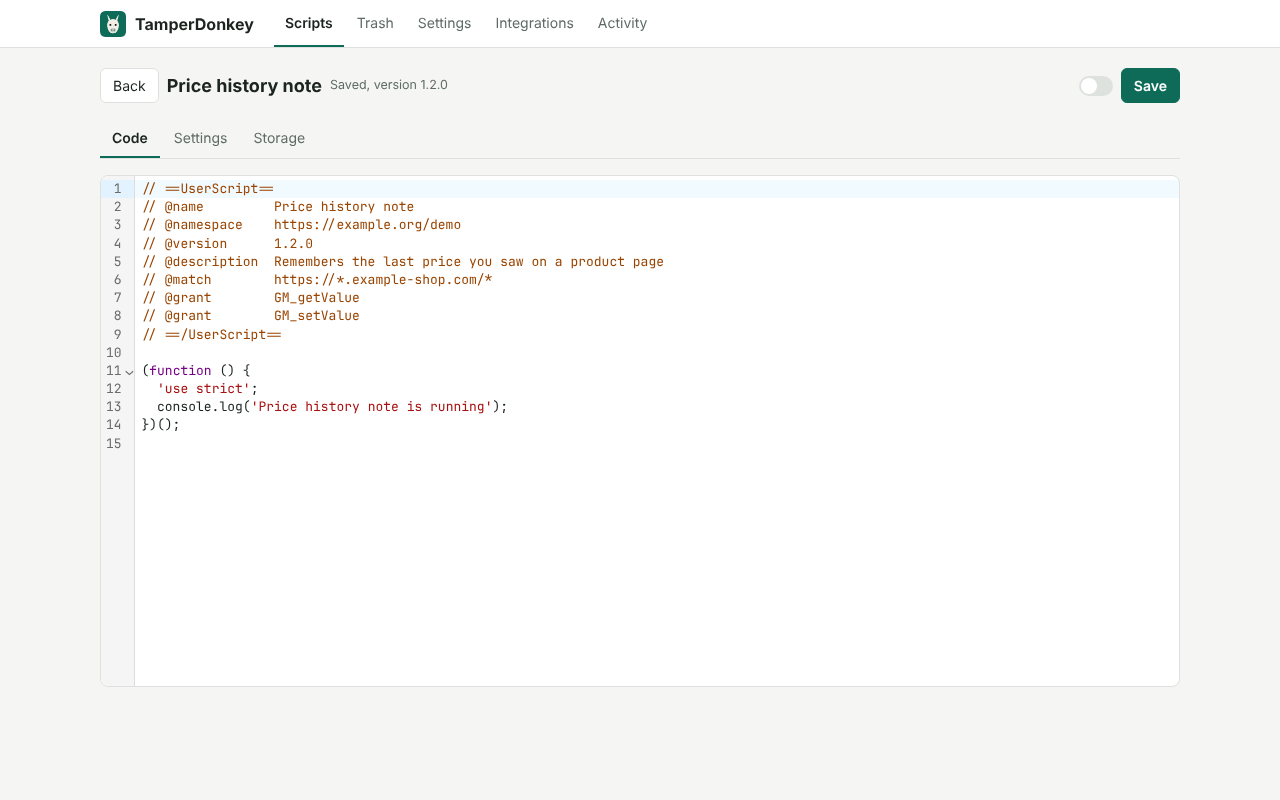 TamperDonkey Scripts Trash Settings Integrations Activity
Back Price history note Saved, version 1.2.0 Save
Code Settings Storage
1 // ==UserScript==
2 // @name         Price history note
3 // @namespace    https://example.org/demo
4 // @version      1.2.0
5 // @description  Remembers the last price you saw on a product page
6 // @match        https://*.example-shop.com/*
7 // @grant        GM_getValue
8 // @grant        GM_setValue
9 // ==/UserScript==
10
11 (function () {
12   'use strict';
13   console.log('Price history note is running');
14 })();
15